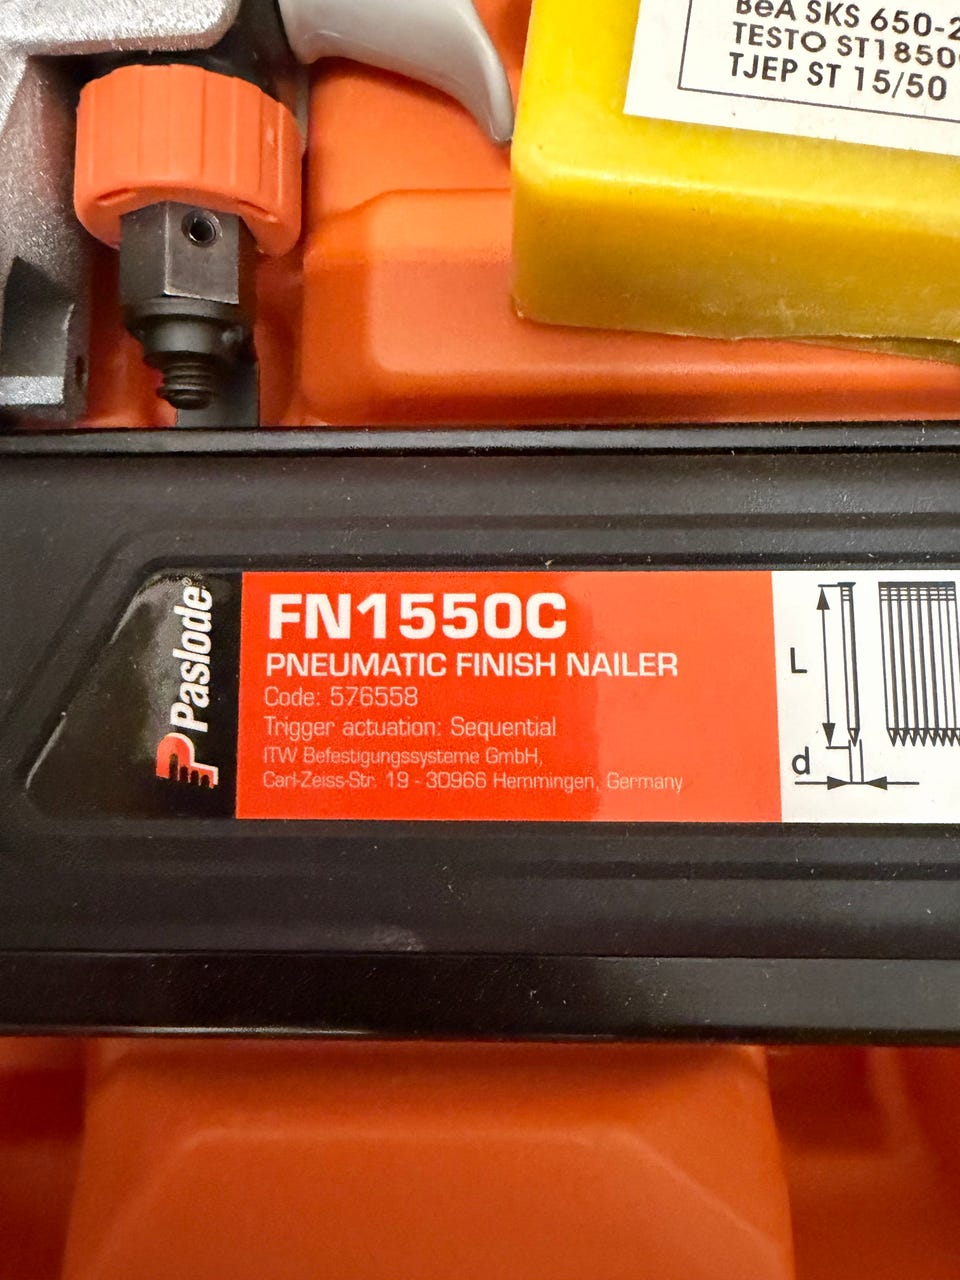 BeA SKS 650-2
TESTO ST1850
TJEP ST 15/50
Paslode®
FN1550C
PNEUMATIC FINISH NAILER
Code: 576558
Trigger actuation: Sequential
ITW Befestigungssysteme GmbH,
Carl-Zeiss-Str. 19 - 30966 Hemmingen, Germany
L
d